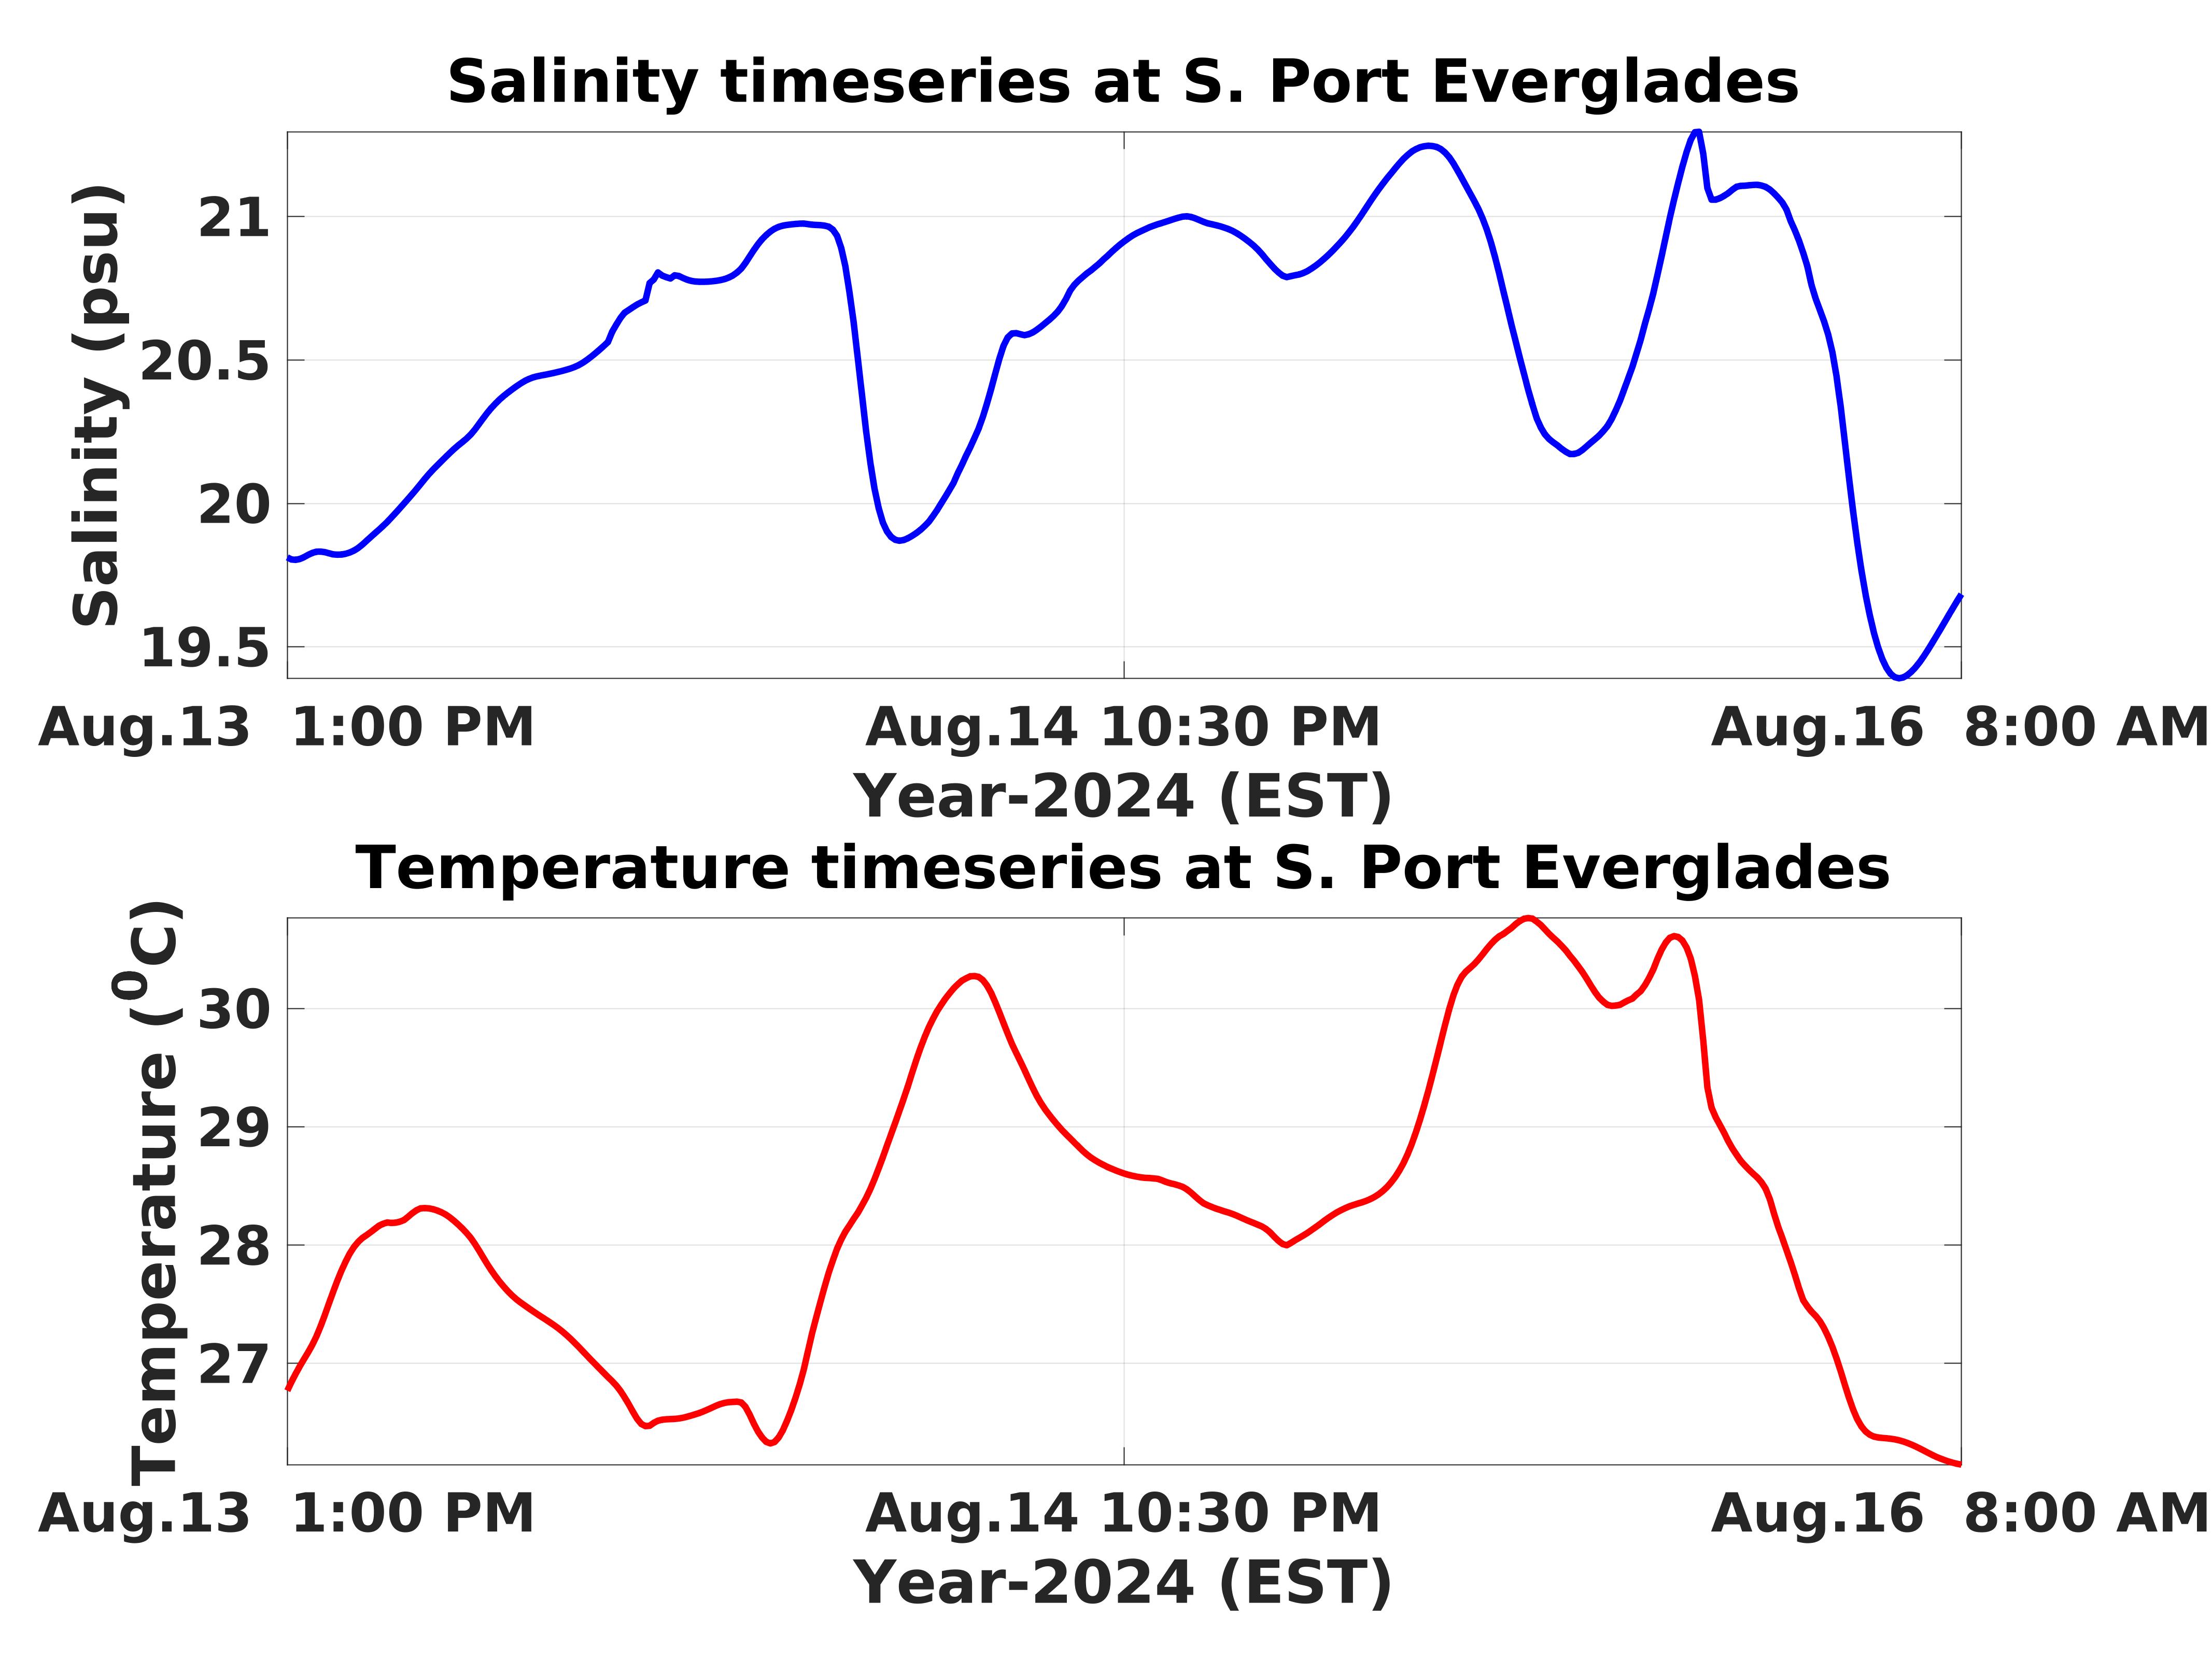 Salinity timeseries at S. Port Everglades
Salinity (psu)
21
20.5
20
19.5
Aug.13  1:00 PM
Aug.14 10:30 PM
Aug.16  8:00 AM
Year-2024 (EST)
Temperature timeseries at S. Port Everglades
Temperature (⁰C)
30
29
28
27
Aug.13  1:00 PM
Aug.14 10:30 PM
Aug.16  8:00 AM
Year-2024 (EST)